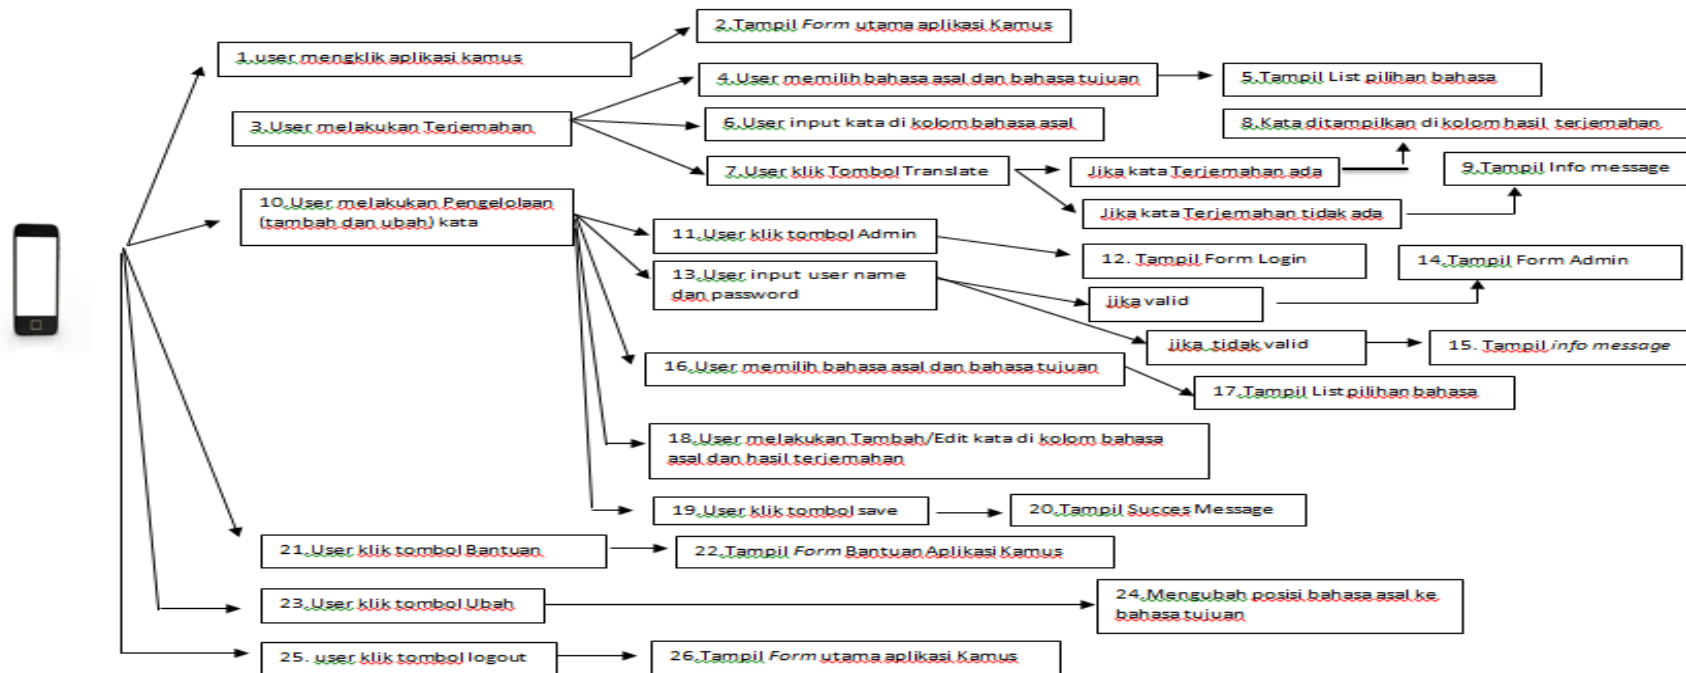 1.user mengklik aplikasi kamus
2.Tampil Form utama aplikasi Kamus
3.User melakukan Terjemahan
4.User memilih bahasa asal dan bahasa tujuan
5.Tampil List pilihan bahasa
6.User input kata di kolom bahasa asal
7.User klik Tombol Translate
Jika kata Terjemahan ada
8.Kata ditampilkan di kolom hasil terjemahan
Jika kata Terjemahan tidak ada
9.Tampil Info message
10.User melakukan Pengelolaan
(tambah dan ubah) kata
11.User klik tombol Admin
12. Tampil Form Login
13.User input user name
dan password
jika valid
14.Tampil Form Admin
jika tidak valid
15. Tampil info message
16.User memilih bahasa asal dan bahasa tujuan
17.Tampil List pilihan bahasa
18.User melakukan Tambah/Edit kata di kolom bahasa
asal dan hasil terjemahan
19.User klik tombol save
20.Tampil Succes Message
21.User klik tombol Bantuan
22.Tampil Form Bantuan Aplikasi Kamus
23.User klik tombol Ubah
24.Mengubah posisi bahasa asal ke
bahasa tujuan
25. user klik tombol logout
26.Tampil Form utama aplikasi Kamus